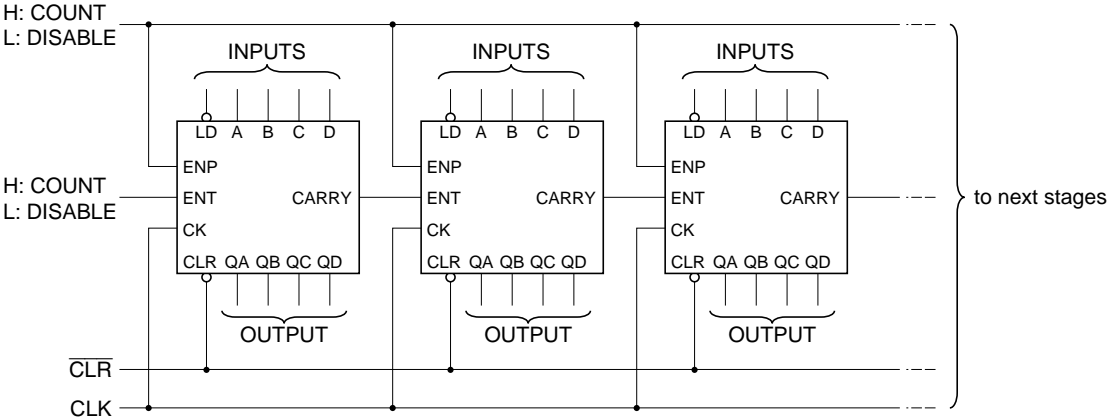 H: COUNT
L: DISABLE
INPUTS INPUTS INPUTS
LD A B C D LD A B C D LD A B C D
ENP ENP ENP
H: COUNT
L: DISABLE
ENT CARRY ENT CARRY ENT CARRY
to next stages
CK CK CK
CLR QA QB QC QD CLR QA QB QC QD CLR QA QB QC QD
OUTPUT OUTPUT OUTPUT
CLR
CLK